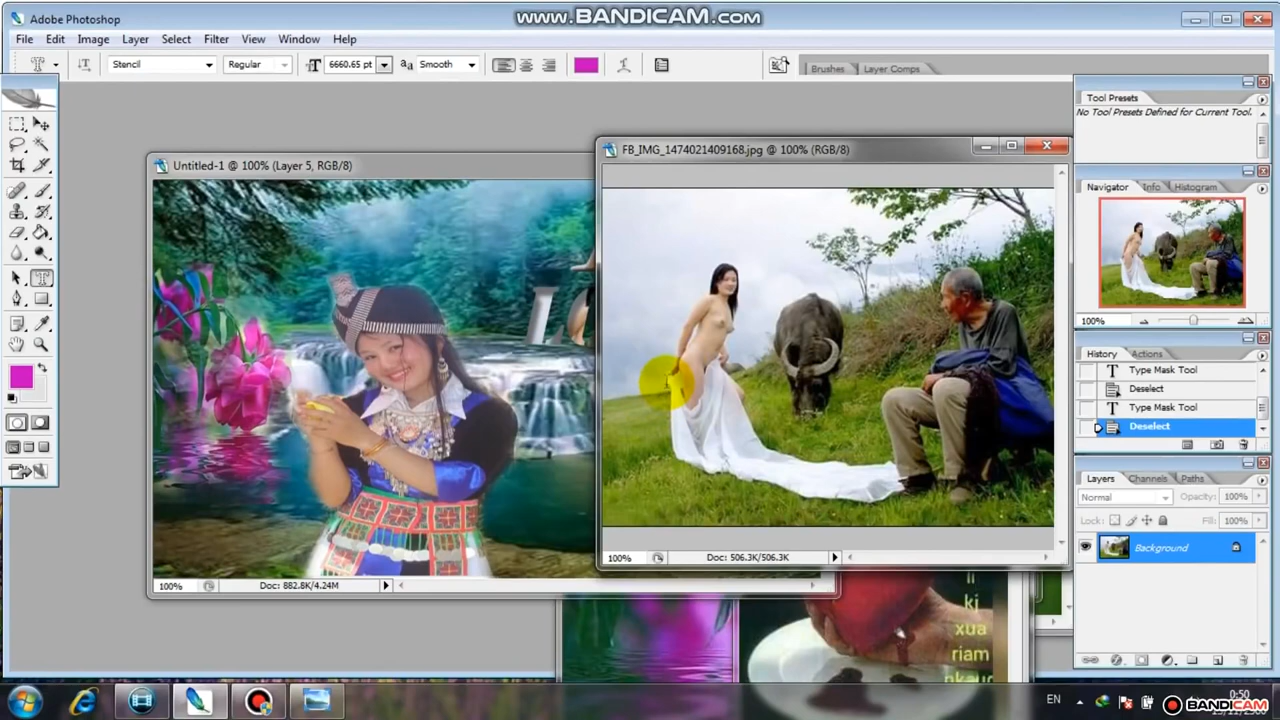 www.BANDICAM.com
Adobe Photoshop
File Edit Image Layer Select Filter View Window Help
Stencil Regular 6660.65 pt Smooth Brushes Layer Comps
Tool Presets
No Tool Presets Defined for Current Tool.
Untitled-1 @ 100% (Layer 5, RGB/8)
FB_IMG_1474021409168.jpg @ 100% (RGB/8)
Navigator Info Histogram
100%
History Actions
Type Mask Tool
Deselect
Type Mask Tool
Deselect
Layers Channels Paths
Normal Opacity: 100%
Lock: Fill: 100%
Background
100% Doc: 506.3K/506.3K
100% Doc: 882.8K/4.24M
kj
xua
riam
EN 0:50
BANDICAM